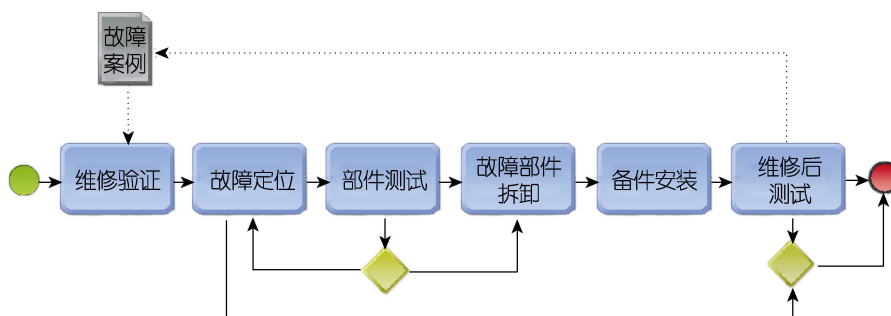 故障
案例
维修验证
故障定位
部件测试
故障部件
拆卸
备件安装
维修后
测试